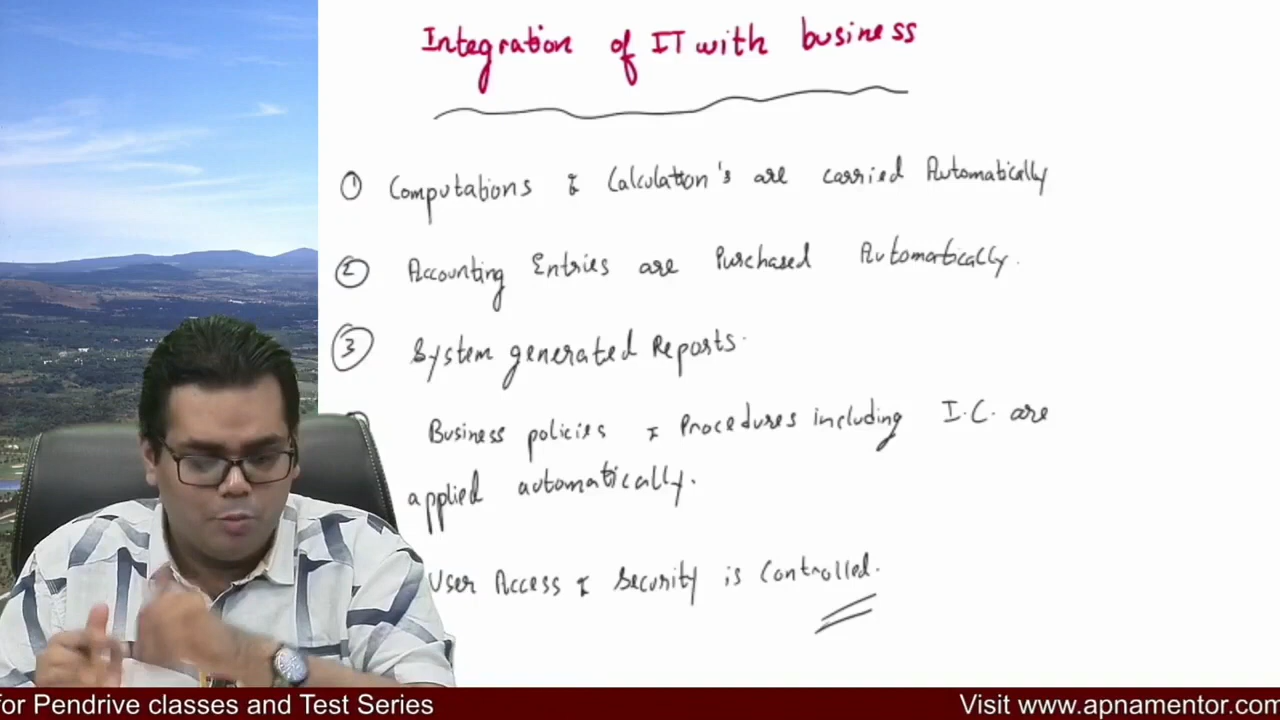 Integration of IT with business
① Computations & Calculation's are carried Automatically
② Accounting Entries are Purchased Automatically.
③ System generated Reports.
Business policies & Procedures including I.C. are
applied automatically.
User Access & Security is Controlled.
for Pendrive classes and Test Series Visit www.apnamentor.com